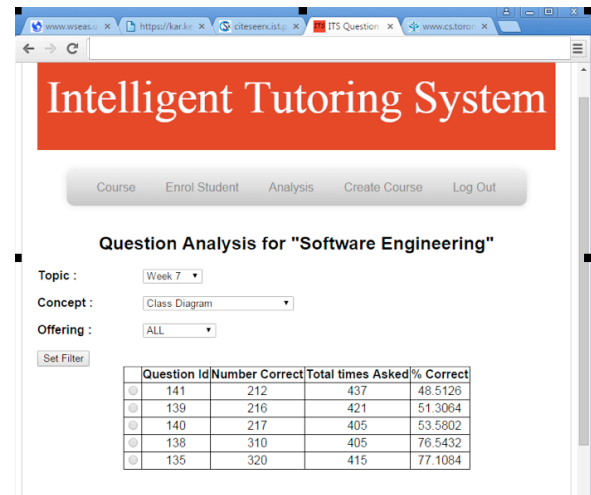 www.wseas.u × https://kar.ke × citeseerx.ist.p × ITS ITS Question × www.cs.toron ×
Intelligent Tutoring System
Course Enrol Student Analysis Create Course Log Out
Question Analysis for "Software Engineering"
Topic : Week 7
Concept : Class Diagram
Offering : ALL
Set Filter
Question Id Number Correct Total times Asked % Correct
141 212 437 48.5126
139 216 421 51.3064
140 217 405 53.5802
138 310 405 76.5432
135 320 415 77.1084